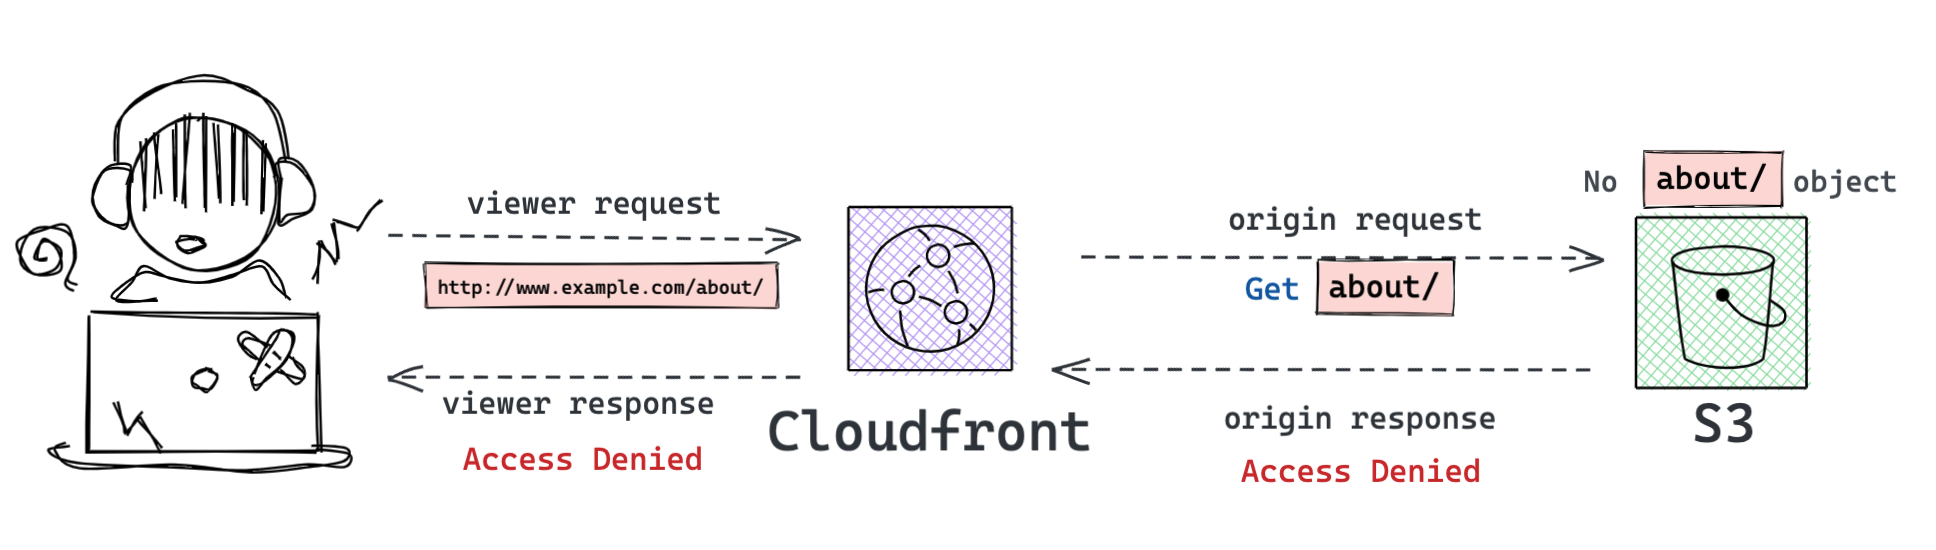 viewer request
http://www.example.com/about/
viewer response
Access Denied
Cloudfront
origin request
Get about/
origin response
Access Denied
No about/ object
S3